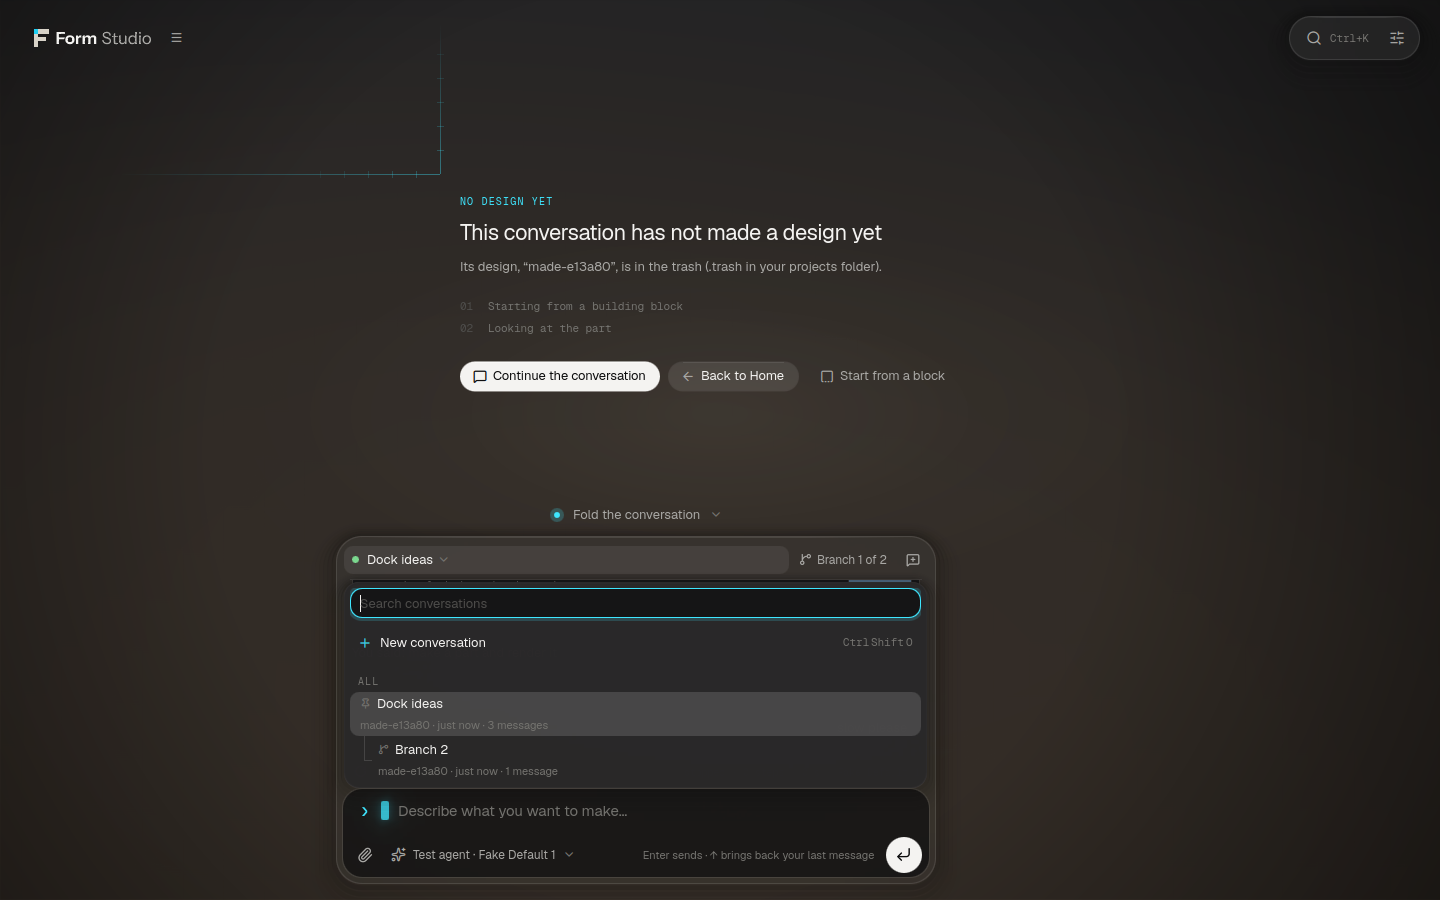 Form Studio
Ctrl+K
NO DESIGN YET
This conversation has not made a design yet
Its design, “made-e13a80”, is in the trash (.trash in your projects folder).
01 Starting from a building block
02 Looking at the part
Continue the conversation
Back to Home
Start from a block
Fold the conversation
Dock ideas
Branch 1 of 2
Search conversations
New conversation
Ctrl Shift O
ALL
Dock ideas
made-e13a80 · just now · 3 messages
Branch 2
made-e13a80 · just now · 1 message
Describe what you want to make...
Test agent · Fake Default 1
Enter sends · ↑ brings back your last message